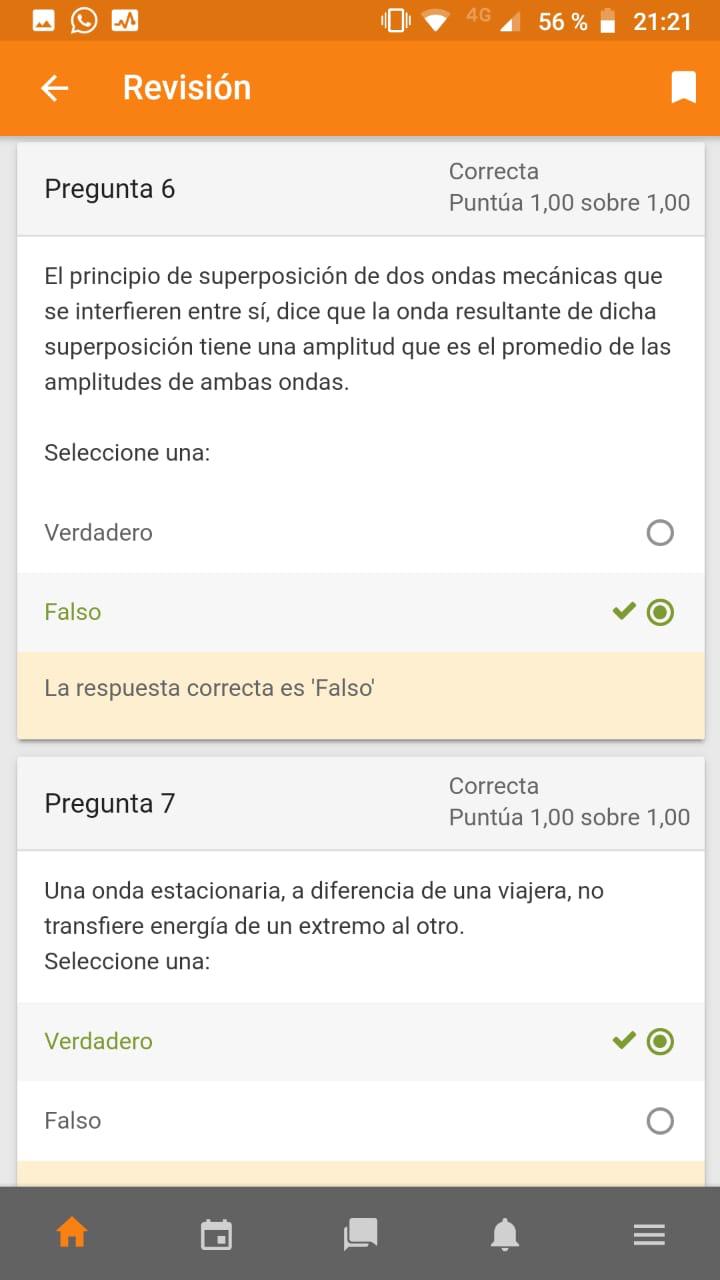 4G 56 % 21:21
Revisión
Pregunta 6
Correcta
Puntúa 1,00 sobre 1,00
El principio de superposición de dos ondas mecánicas que
se interfieren entre sí, dice que la onda resultante de dicha
superposición tiene una amplitud que es el promedio de las
amplitudes de ambas ondas.
Seleccione una:
Verdadero
Falso
La respuesta correcta es 'Falso'
Pregunta 7
Correcta
Puntúa 1,00 sobre 1,00
Una onda estacionaria, a diferencia de una viajera, no
transfiere energía de un extremo al otro.
Seleccione una:
Verdadero
Falso